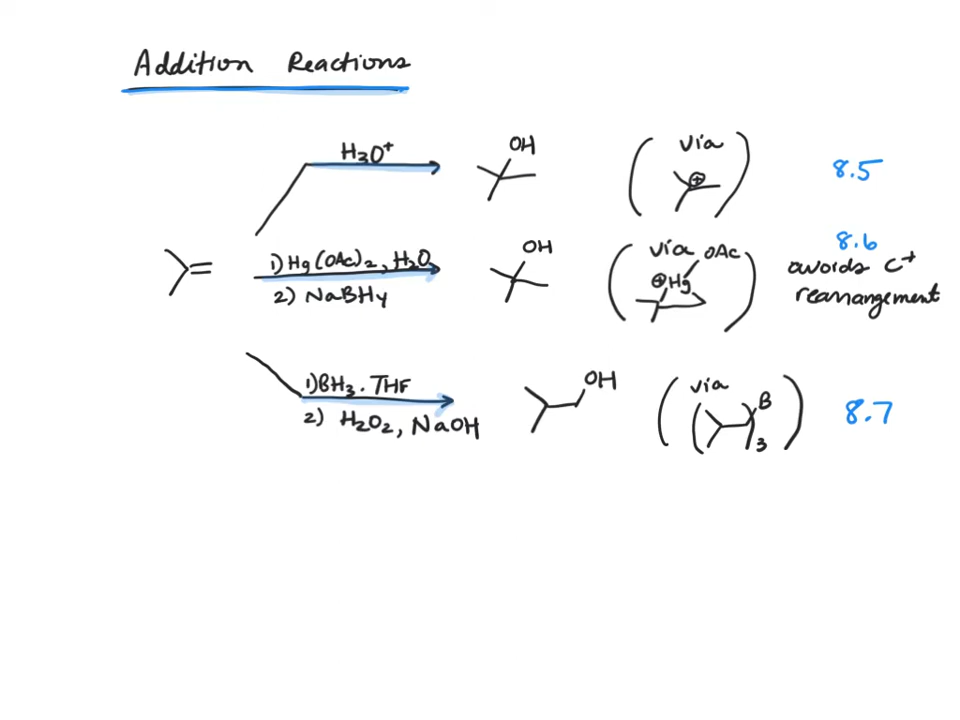 Addition Reactions
H₃O⁺
OH
(via ⊕)
8.5
1) Hg(OAc)₂, H₂O
2) NaBH₄
OH
(via ⊕Hg OAc)
8.6
avoids C⁺
rearrangement
1) BH₃·THF
2) H₂O₂, NaOH
OH
(via ( )₃ B)
8.7